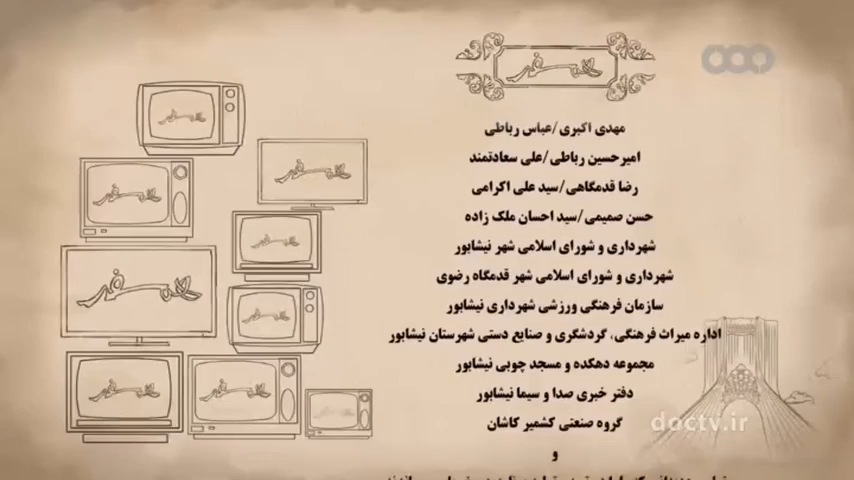 مهدی اکبری /عباس رباطی
امیرحسین رباطی/علی سعادتمند
رضا قدمگاهی/سید علی اکرامی
حسن صمیمی/سید احسان ملک زاده
شهرداری و شورای اسلامی شهر نیشابور
شهرداری و شورای اسلامی شهر قدمگاه رضوی
سازمان فرهنگی ورزشی شهرداری نیشابور
اداره میراث فرهنگی، گردشگری و صنایع دستی شهرستان نیشابور
مجموعه دهکده و مسجد چوبی نیشابور
دفتر خبری صدا و سیما نیشابور
گروه صنعتی کشمیر کاشان
و
doctv.ir